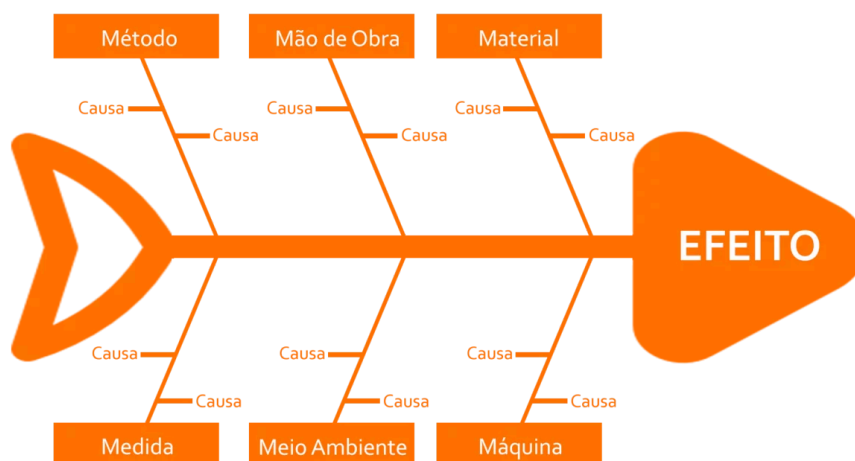 Método
Mão de Obra
Material
Causa
Causa
Causa
Causa
Causa
Causa
EFEITO
Causa
Causa
Causa
Causa
Causa
Causa
Medida
Meio Ambiente
Máquina